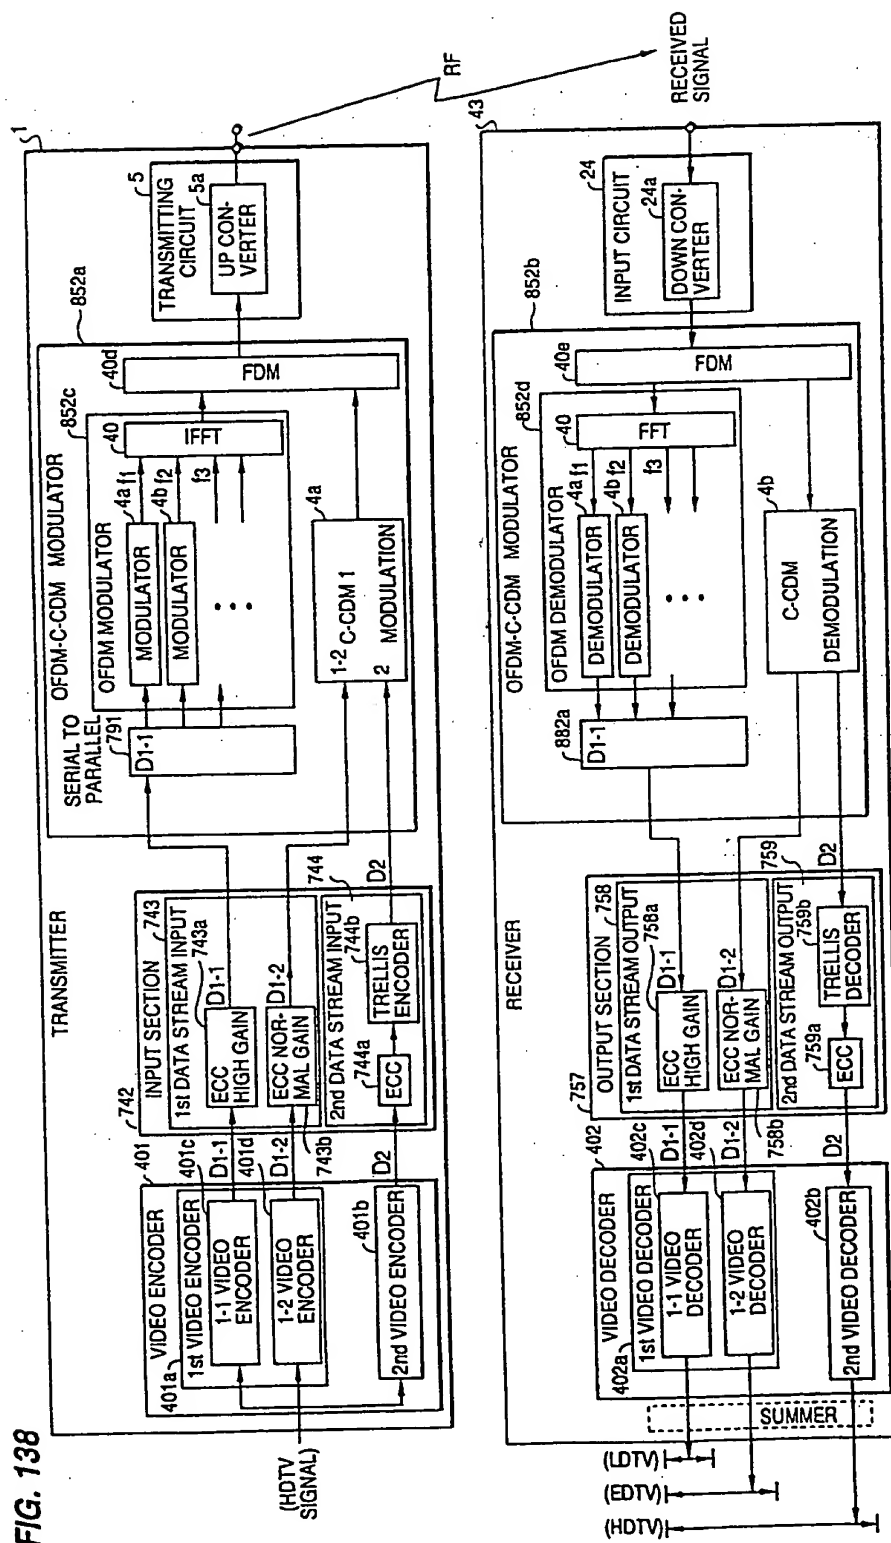 FIG. 138
TRANSMITTER
1
(HDTV
SIGNAL)
VIDEO ENCODER
401
401a
1st VIDEO ENCODER
401c
1-1 VIDEO
ENCODER
401d
1-2 VIDEO
ENCODER
401b
2nd VIDEO ENCODER
D1-1
D1-2
D2
742
INPUT SECTION
743
1st DATA STREAM INPUT
743a
ECC
HIGH GAIN
D1-1
ECC NOR-
MAL GAIN
D1-2
743b
744
2nd DATA STREAM INPUT
744a
744b
ECC
TRELLIS
ENCODER
D2
OFDM-C-CDM MODULATOR
852a
SERIAL TO
PARALLEL
791
D1-1
OFDM MODULATOR
852c
MODULATOR
4a
f1
MODULATOR
4b
f2
f3
40
IFFT
4a
1-2 C-CDM 1
2
MODULATION
40d
FDM
5
TRANSMITTING
CIRCUIT
5a
UP CON-
VERTER
RF
RECEIVED
SIGNAL
RECEIVER
43
(LDTV)
(EDTV)
(HDTV)
SUMMER
VIDEO DECODER
402
402a
1st VIDEO DECODER
402c
1-1 VIDEO
DECODER
402d
1-2 VIDEO
DECODER
402b
2nd VIDEO DECODER
D1-1
D1-2
758b
D2
757
OUTPUT SECTION
758
1st DATA STREAM OUTPUT
758a
ECC
HIGH GAIN
D1-1
ECC NOR-
MAL GAIN
D1-2
759
2nd DATA STREAM OUTPUT
759a
759b
ECC
TRELLIS
DECODER
D2
OFDM-C-CDM MODULATOR
852b
882a
D1-1
OFDM DEMODULATOR
852d
DEMODULATOR
4a
f1
DEMODULATOR
4b
f2
f3
40
FFT
4b
C-CDM
DEMODULATION
40e
FDM
INPUT CIRCUIT
24
24a
DOWN CON-
VERTER